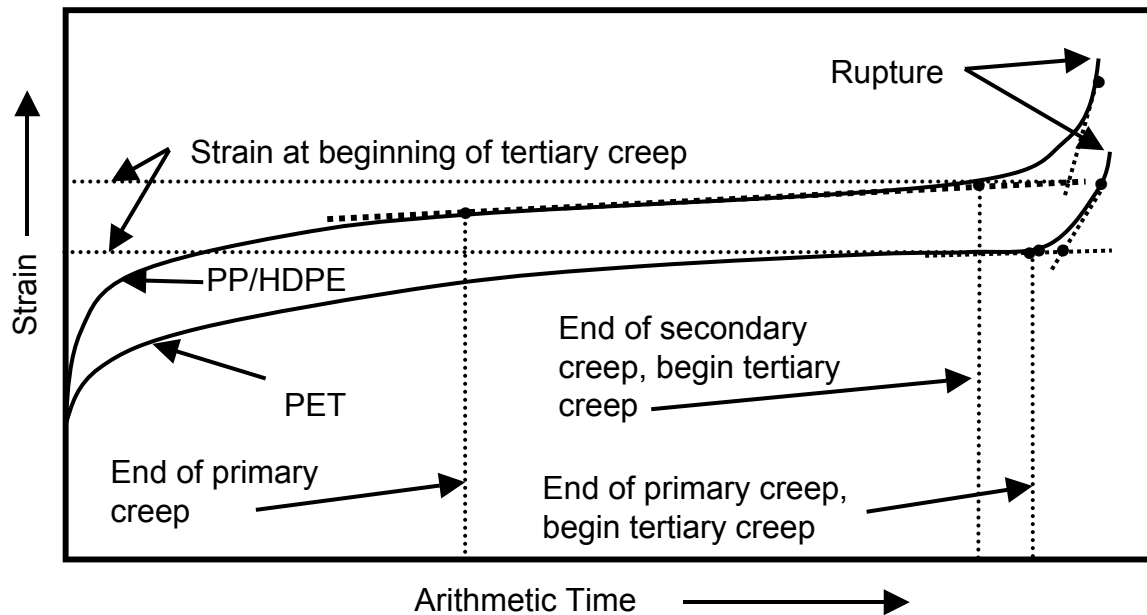 Rupture
Strain at beginning of tertiary creep
Strain
PP/HDPE
PET
End of secondary
creep, begin tertiary
creep
End of primary
creep
End of primary creep,
begin tertiary creep
Arithmetic Time